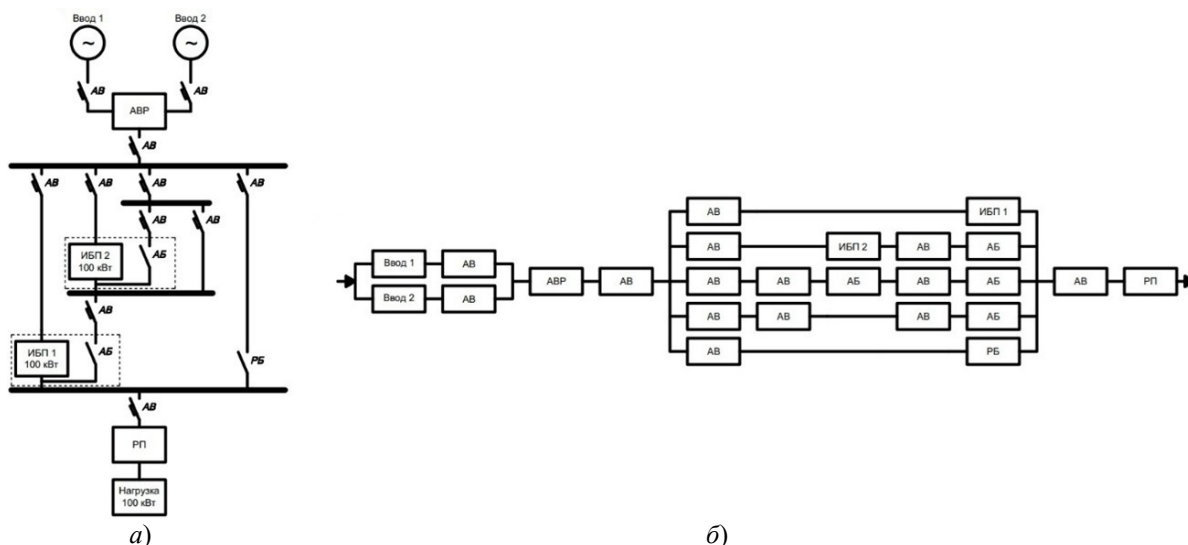 Ввод 1 Ввод 2
АВ АВ
АВР
АВ
АВ АВ АВ АВ
АВ АВ
ИБП 2
100 кВт
АБ
АВ
ИБП 1
100 кВт
АБ
РБ
АВ
РП
Нагрузка
100 кВт
а)
АВ ИБП 1
АВ ИБП 2 АВ АБ
Ввод 1 АВ
АВР АВ АВ АВ АБ АВ АБ АВ РП
Ввод 2 АВ
АВ АВ АВ АБ
АВ РБ
б)